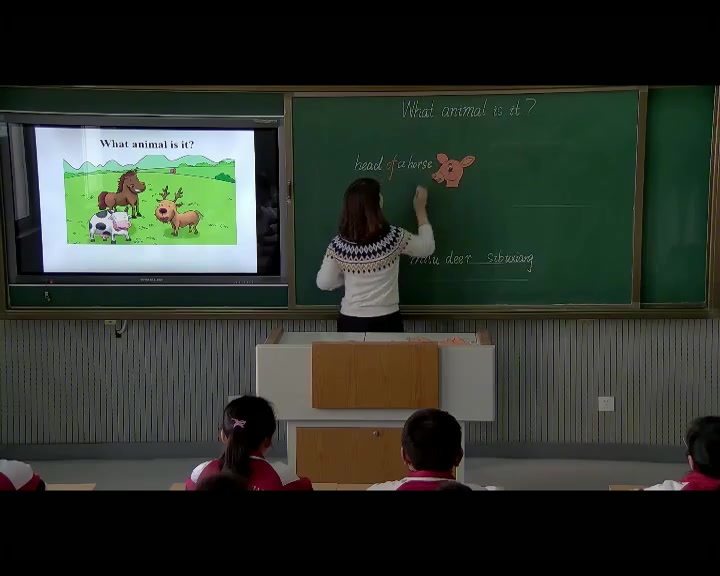 What animal is it?
What animal is it?
head of a horse
deer sibuxiang